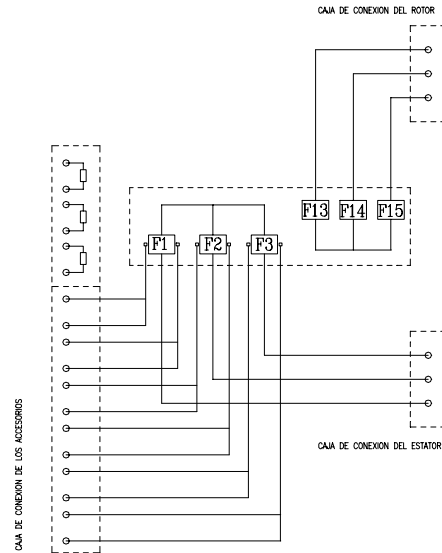 CAJA DE CONEXION DEL ROTOR
F13 F14 F15
F1 F2 F3
CAJA DE CONEXION DEL ESTATOR
CAJA DE CONEXION DE LOS ACCESORIOS